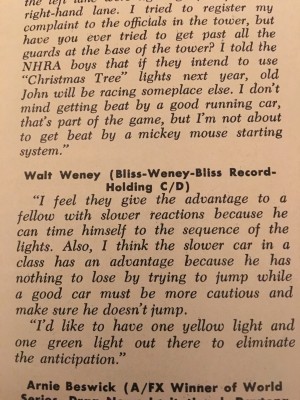 the left lane
right-hand lane. I tried to register my
complaint to the officials in the tower, but
have you ever tried to get past all the
guards at the base of the tower? I told the
NHRA boys that if they intend to use
"Christmas Tree" lights next year, old
John will be racing someplace else. I don't
mind getting beat by a good running car,
that's part of the game, but I'm not about
to get beat by a mickey mouse starting
system."
Walt Weney (Bliss-Weney-Bliss Record-
Holding C/D)
"I feel they give the advantage to a
fellow with slower reactions because he
can time himself to the sequence of the
lights. Also, I think the slower car in a
class has an advantage because he has
nothing to lose by trying to jump while
a good car must be more cautious and
make sure he doesn't jump.
"I'd like to have one yellow light and
one green light out there to eliminate
the anticipation."
Arnie Beswick (A/FX Winner of World